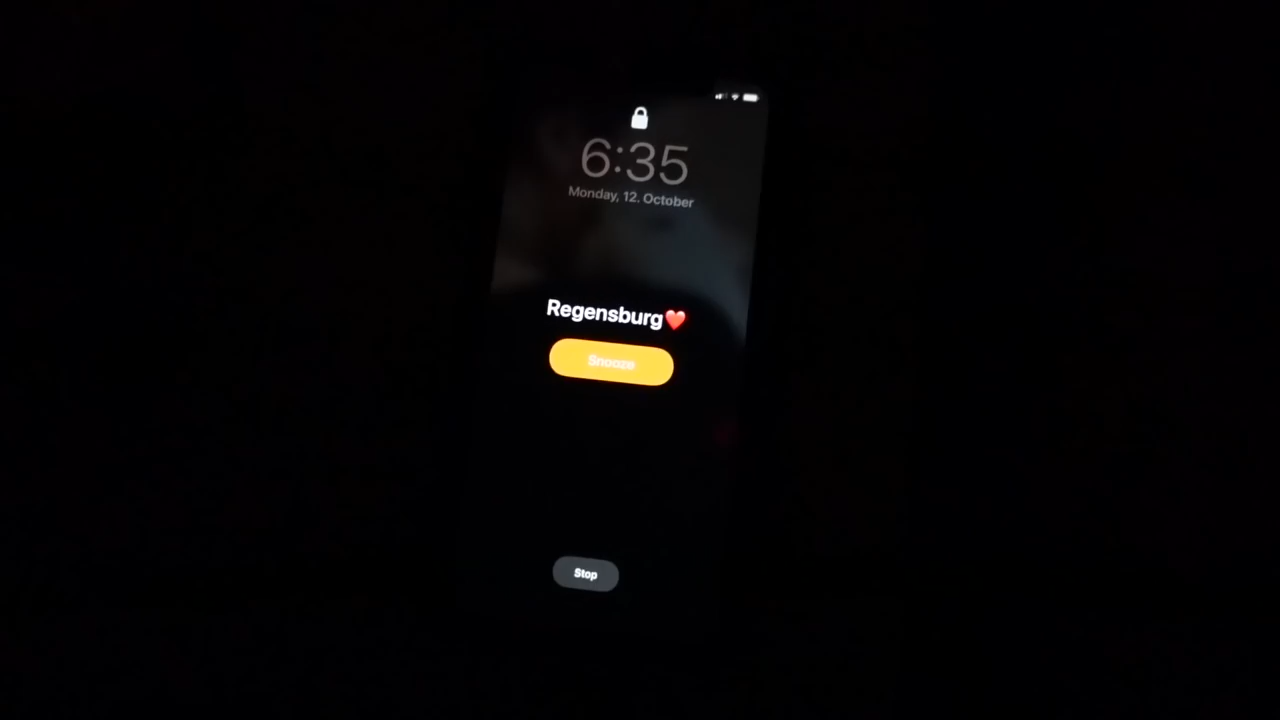 6:35
Monday, 12. October
Regensburg❤️
Snooze
Stop